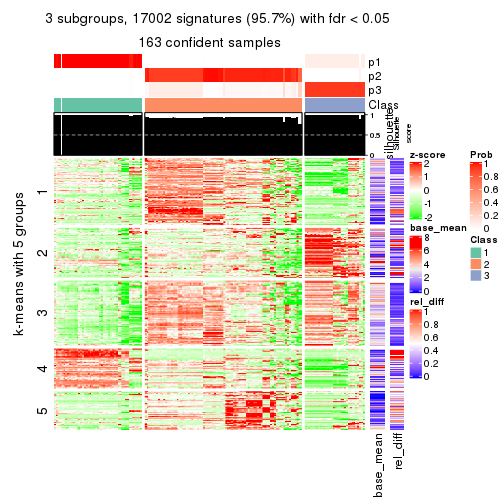 3 subgroups, 17002 signatures (95.7%) with fdr < 0.05
163 confident samples
p1
p2
p3
Class
1
0.5
0
silhouette
Silhouette
score
k-means with 5 groups
1
2
3
4
5
base_mean
rel_diff
z-score
2
1
0
-1
-2
base_mean
8
6
4
2
0
rel_diff
1
0.8
0.6
0.4
0.2
0
Prob
1
0.8
0.6
0.4
0.2
0
Class
1
2
3